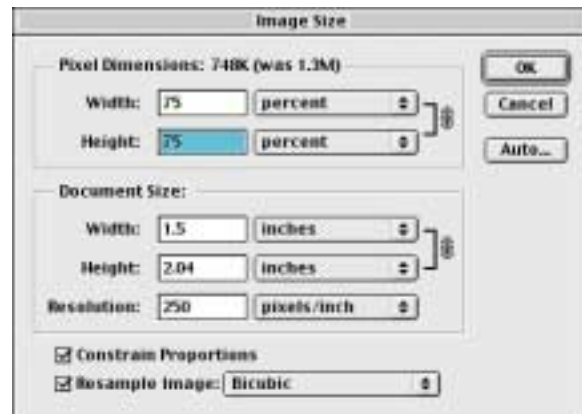 Image Size
Pixel Dimensions: 748K (was 1.3M)
OK
Width: 75 percent
Cancel
Height: 75 percent
Auto...
Document Size:
Width: 1.5 inches
Height: 2.04 inches
Resolution: 250 pixels/inch
Constrain Proportions
Resample Image: Bicubic